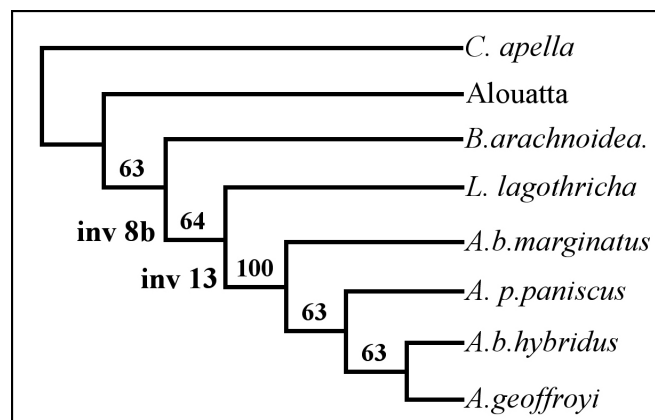 C. apella
Alouatta
B.arachnoidea.
63
L. lagothricha
64
inv 8b
A.b.marginatus
100
inv 13
A. p.paniscus
63
A.b.hybridus
63
A.geoffroyi